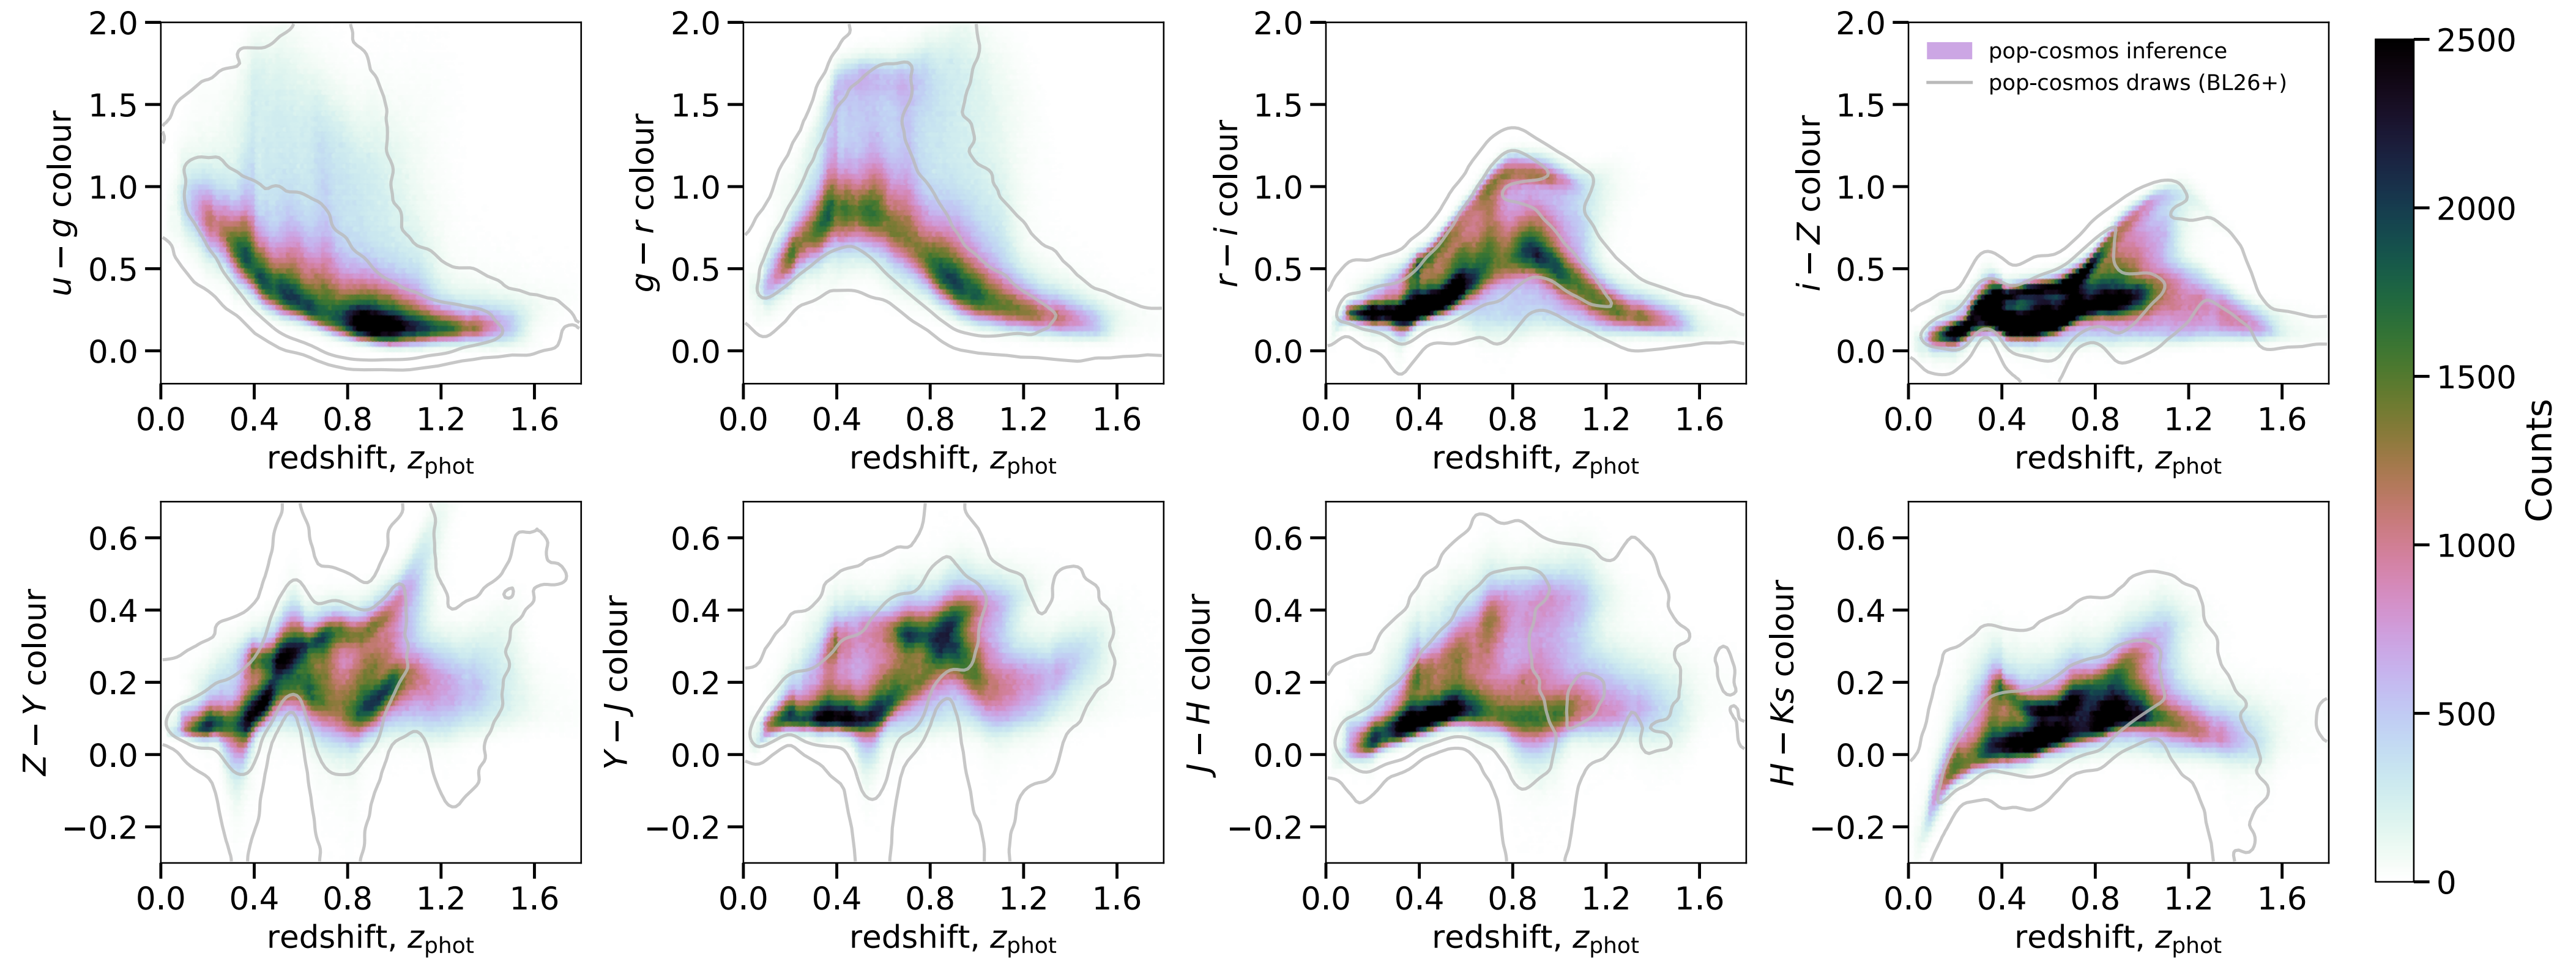 2.0
1.5
1.0
0.5
0.0
u − g colour
0.0 0.4 0.8 1.2 1.6
redshift, zphot
2.0
1.5
1.0
0.5
0.0
g − r colour
0.0 0.4 0.8 1.2 1.6
redshift, zphot
2.0
1.5
1.0
0.5
0.0
r − i colour
0.0 0.4 0.8 1.2 1.6
redshift, zphot
2.0
1.5
1.0
0.5
0.0
i − Z colour
pop-cosmos inference
pop-cosmos draws (BL26+)
0.0 0.4 0.8 1.2 1.6
redshift, zphot
0.6
0.4
0.2
0.0
−0.2
Z − Y colour
0.0 0.4 0.8 1.2 1.6
redshift, zphot
0.6
0.4
0.2
0.0
−0.2
Y − J colour
0.0 0.4 0.8 1.2 1.6
redshift, zphot
0.6
0.4
0.2
0.0
−0.2
J − H colour
0.0 0.4 0.8 1.2 1.6
redshift, zphot
0.6
0.4
0.2
0.0
−0.2
H − Ks colour
0.0 0.4 0.8 1.2 1.6
redshift, zphot
2500
2000
1500
1000
500
0
Counts